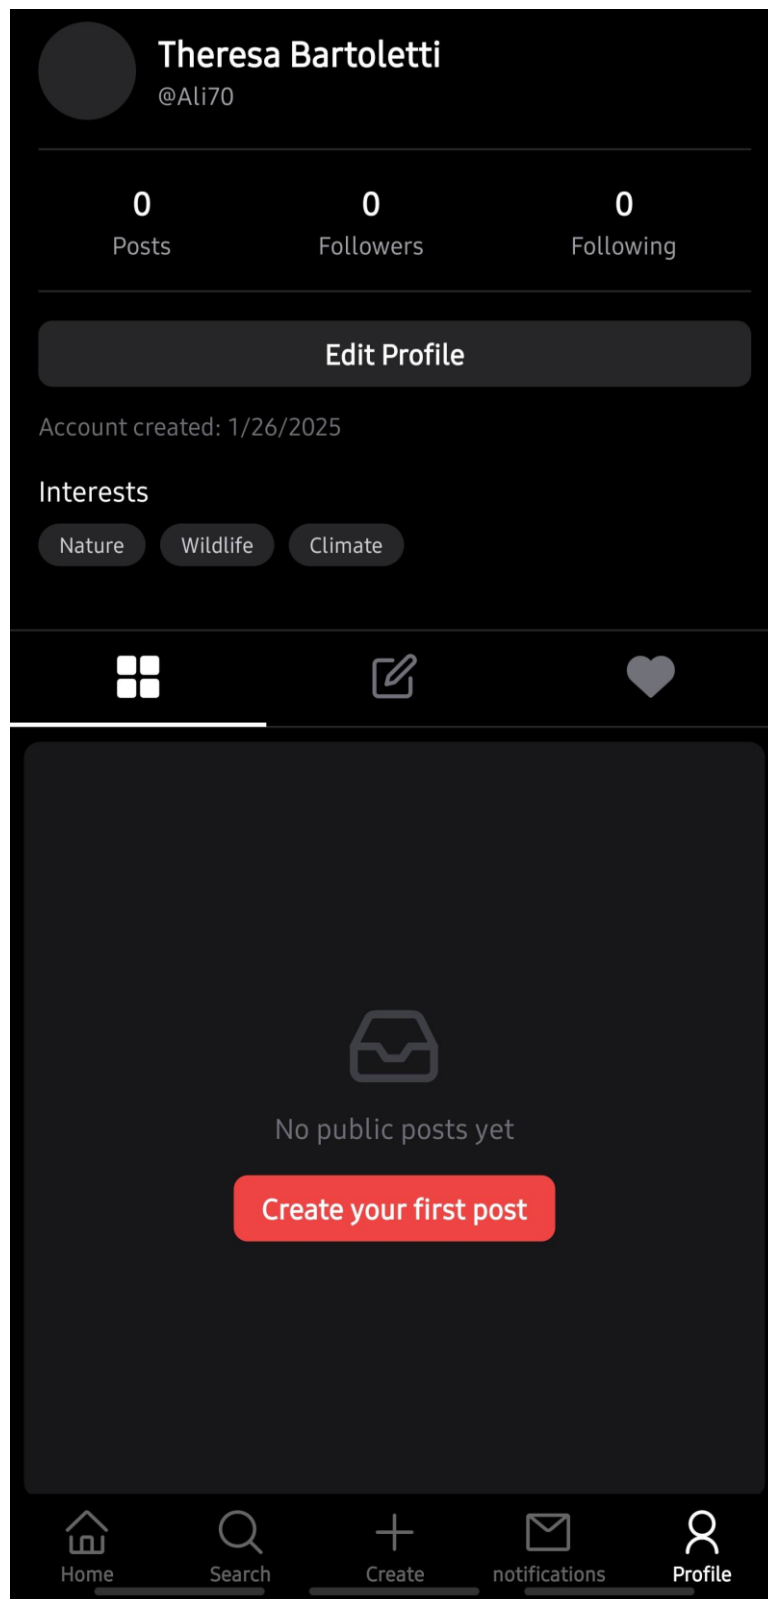 Theresa Bartoletti
@Ali70
0 0 0
Posts Followers Following
Edit Profile
Account created: 1/26/2025
Interests
Nature Wildlife Climate
No public posts yet
Create your first post
Home Search Create notifications Profile